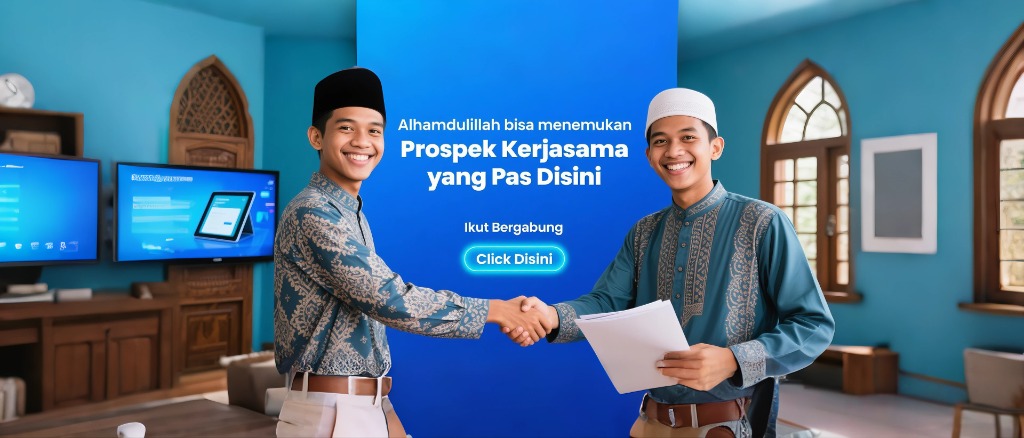 Alhamdulillah bisa menemukan
Prospek Kerjasama
yang Pas Disini
Ikut Bergabung
Click Disini